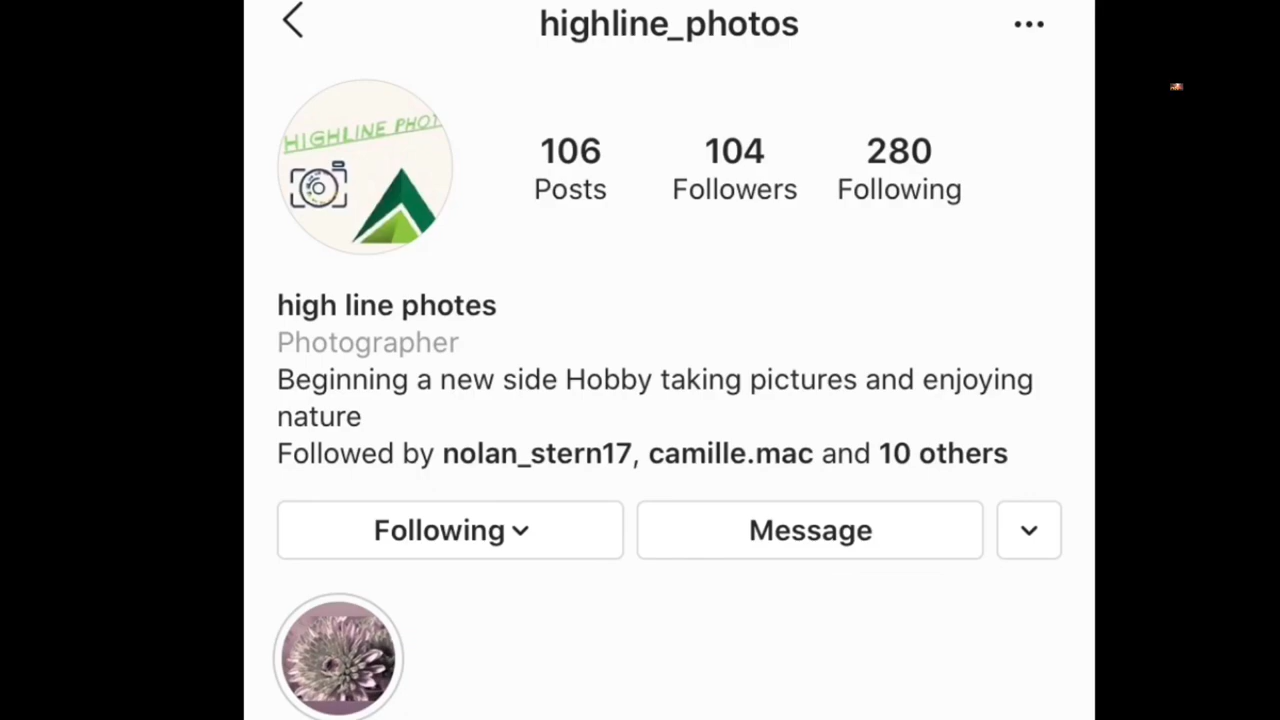 highline_photos
HIGHLINE PHOT
106
Posts
104
Followers
280
Following
high line photes
Photographer
Beginning a new side Hobby taking pictures and enjoying
nature
Followed by nolan_stern17, camille.mac and 10 others
Following
Message